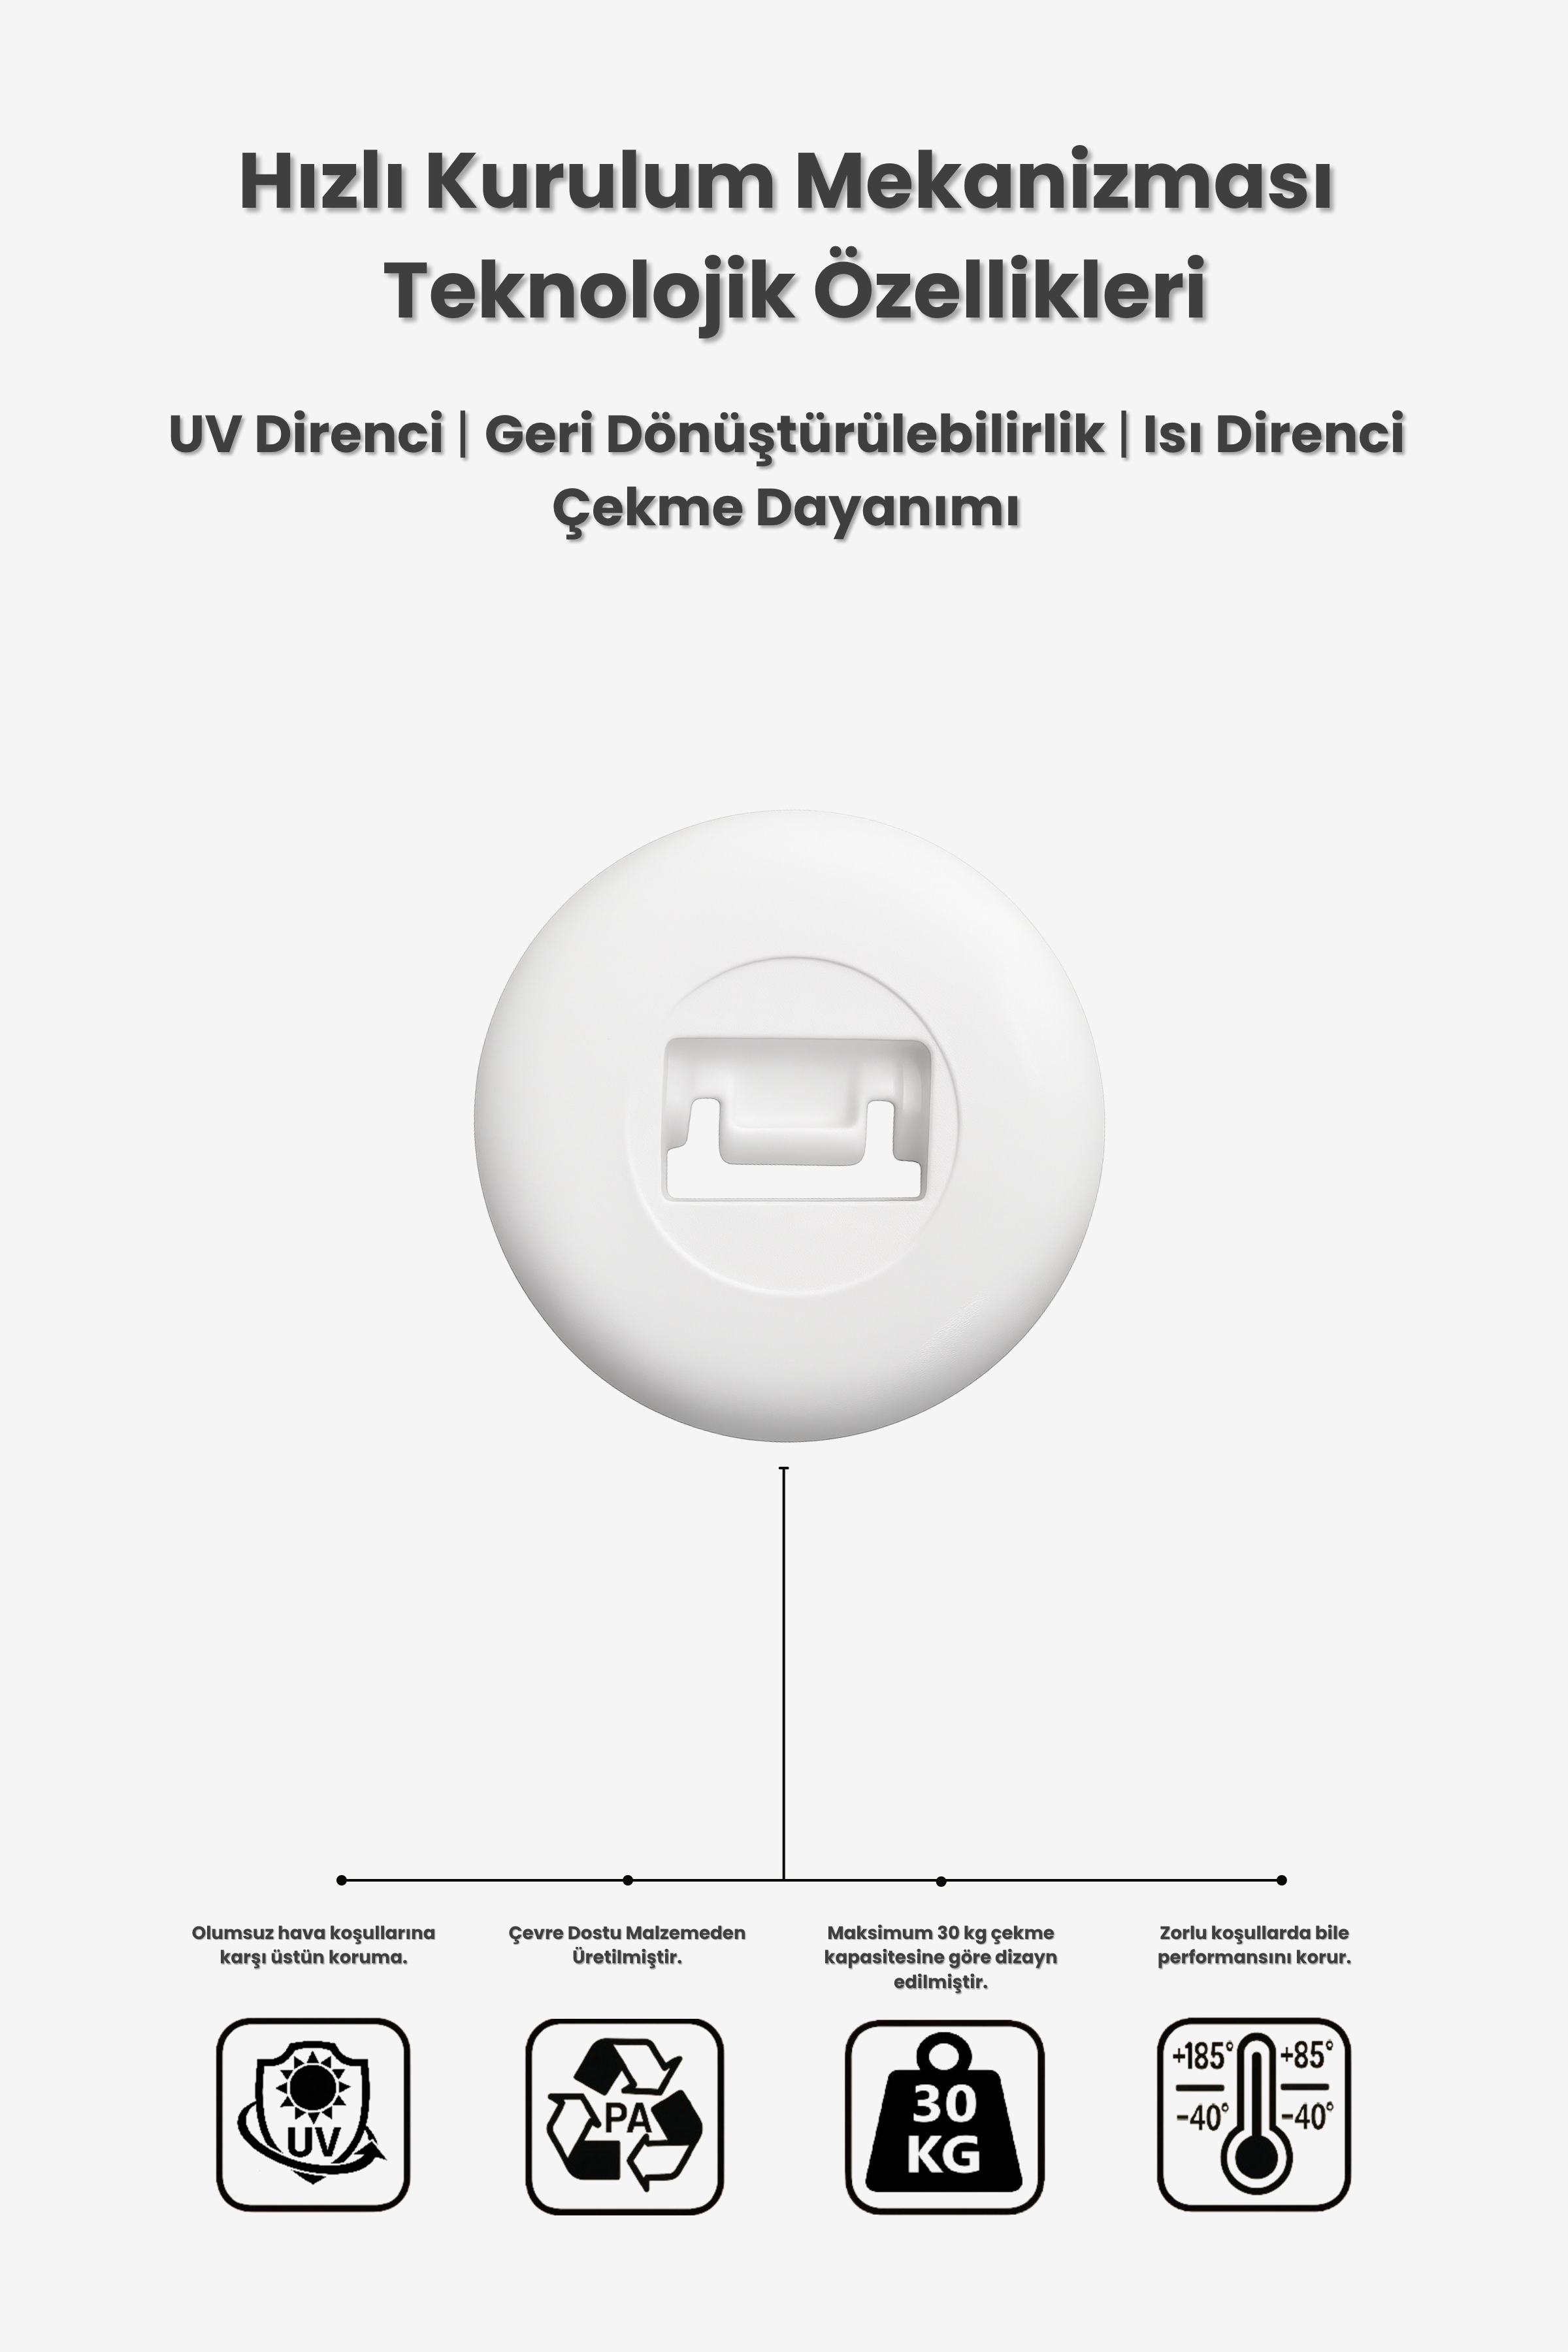 Hızlı Kurulum Mekanizması
Teknolojik Özellikleri
UV Direnci | Geri Dönüştürülebilirlik | Isı Direnci
Çekme Dayanımı
Olumsuz hava koşullarına
karşı üstün koruma.
Çevre Dostu Malzemeden
Üretilmiştir.
Maksimum 30 kg çekme
kapasitesine göre dizayn
edilmiştir.
Zorlu koşullarda bile
performansını korur.
UV
PA
30
KG
+185° +85°
-40° -40°